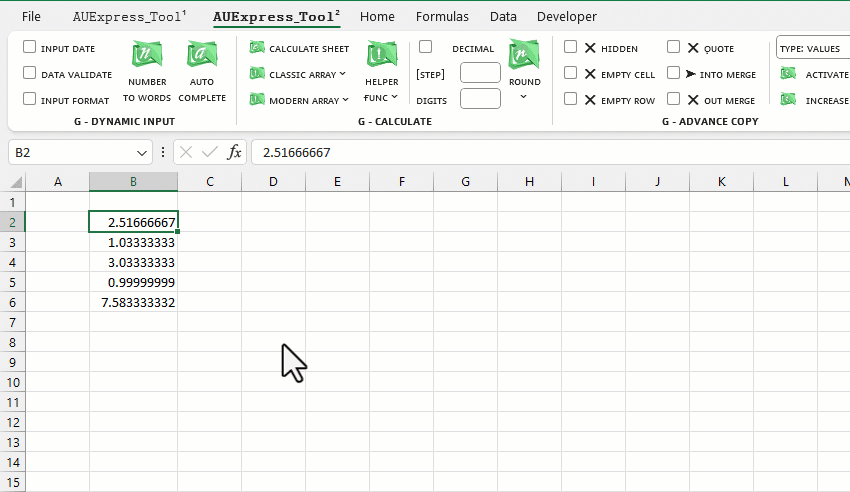 File AUExpress_Tool¹ AUExpress_Tool² Home Formulas Data Developer
INPUT DATE
DATA VALIDATE
INPUT FORMAT
NUMBER
TO WORDS
AUTO
COMPLETE
G - DYNAMIC INPUT
CALCULATE SHEET
CLASSIC ARRAY
MODERN ARRAY
HELPER
FUNC
DECIMAL
[STEP]
DIGITS
ROUND
G - CALCULATE
HIDDEN
EMPTY CELL
EMPTY ROW
QUOTE
INTO MERGE
OUT MERGE
G - ADVANCE COPY
TYPE: VALUES
ACTIVATE
INCREASE
B2 fx 2.51666667
A B C D E F G H I J K L
1
2 2.51666667
3 1.03333333
4 3.03333333
5 0.99999999
6 7.583333332
7
8
9
10
11
12
13
14
15